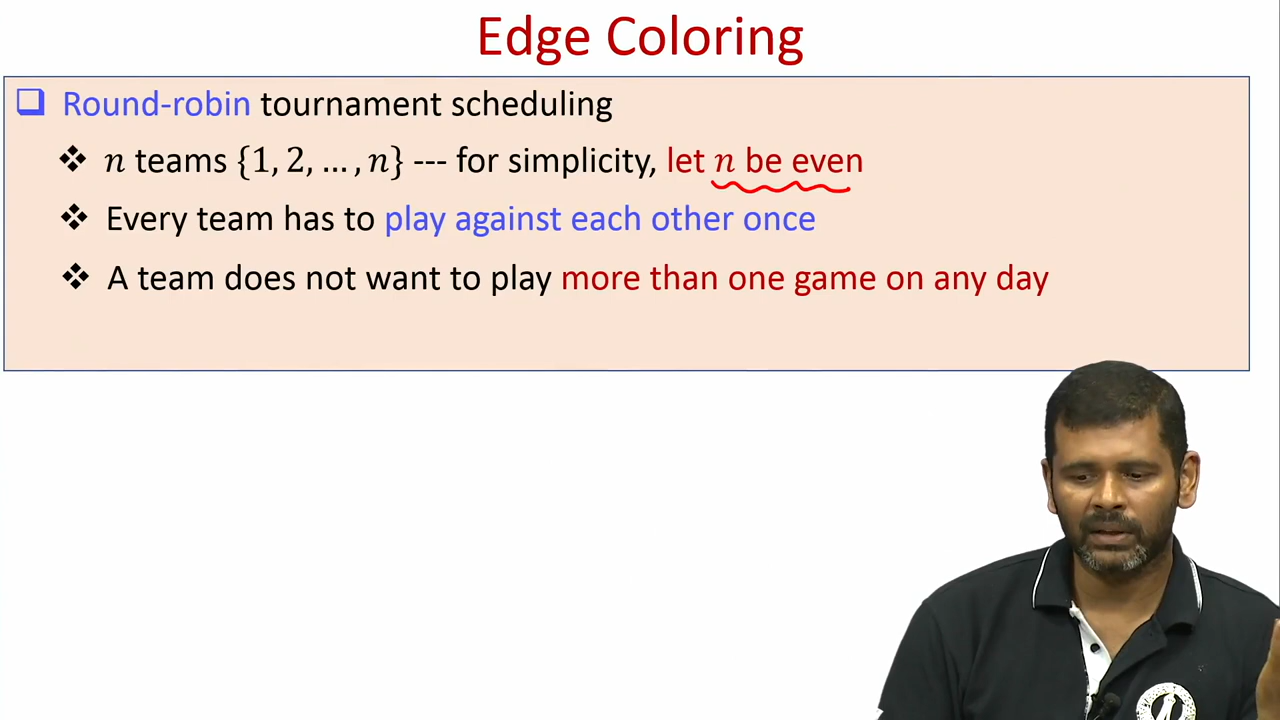 Edge Coloring
❑ Round-robin tournament scheduling
❖ n teams {1, 2, … , n} --- for simplicity, let n be even
❖ Every team has to play against each other once
❖ A team does not want to play more than one game on any day